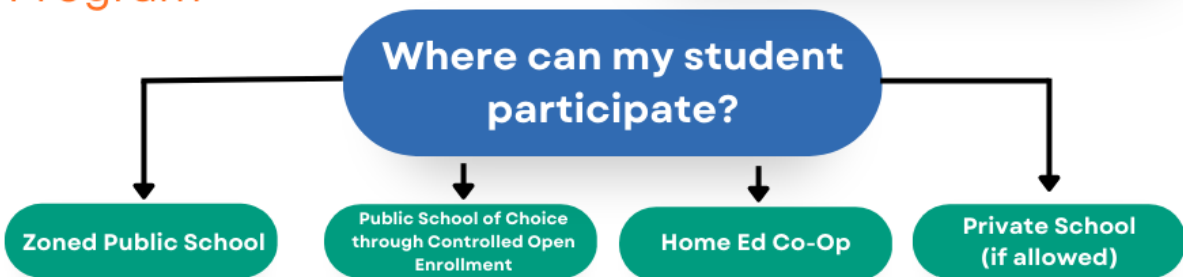 Program
Where can my student
participate?
Zoned Public School
Public School of Choice
through Controlled Open
Enrollment
Home Ed Co-Op
Private School
(if allowed)